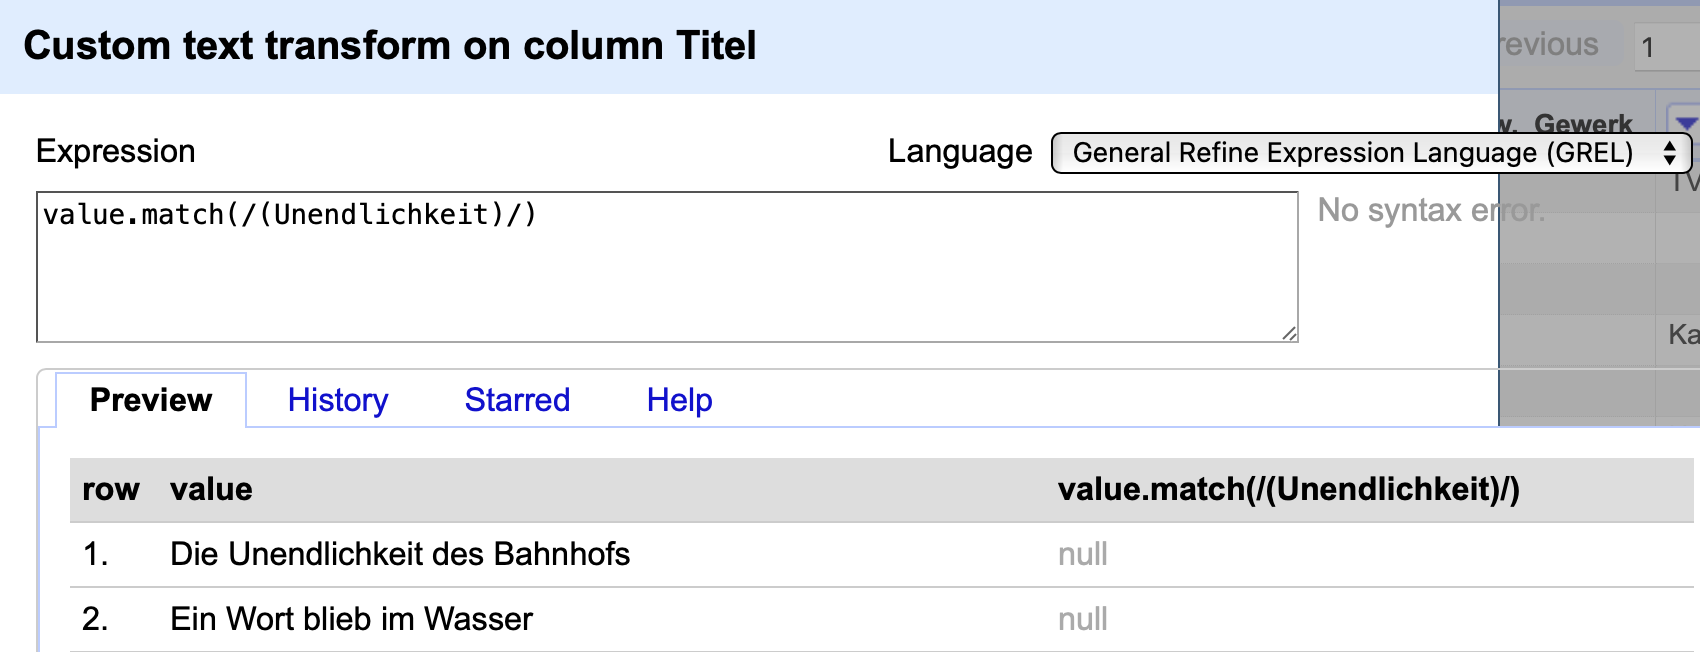 Custom text transform on column Titel
revious 1
Gewerk
Expression Language General Refine Expression Language (GREL)
TV
value.match(/(Unendlichkeit)/) No syntax error.
Ka
Preview History Starred Help
row value value.match(/(Unendlichkeit)/)
1. Die Unendlichkeit des Bahnhofs null
2. Ein Wort blieb im Wasser null